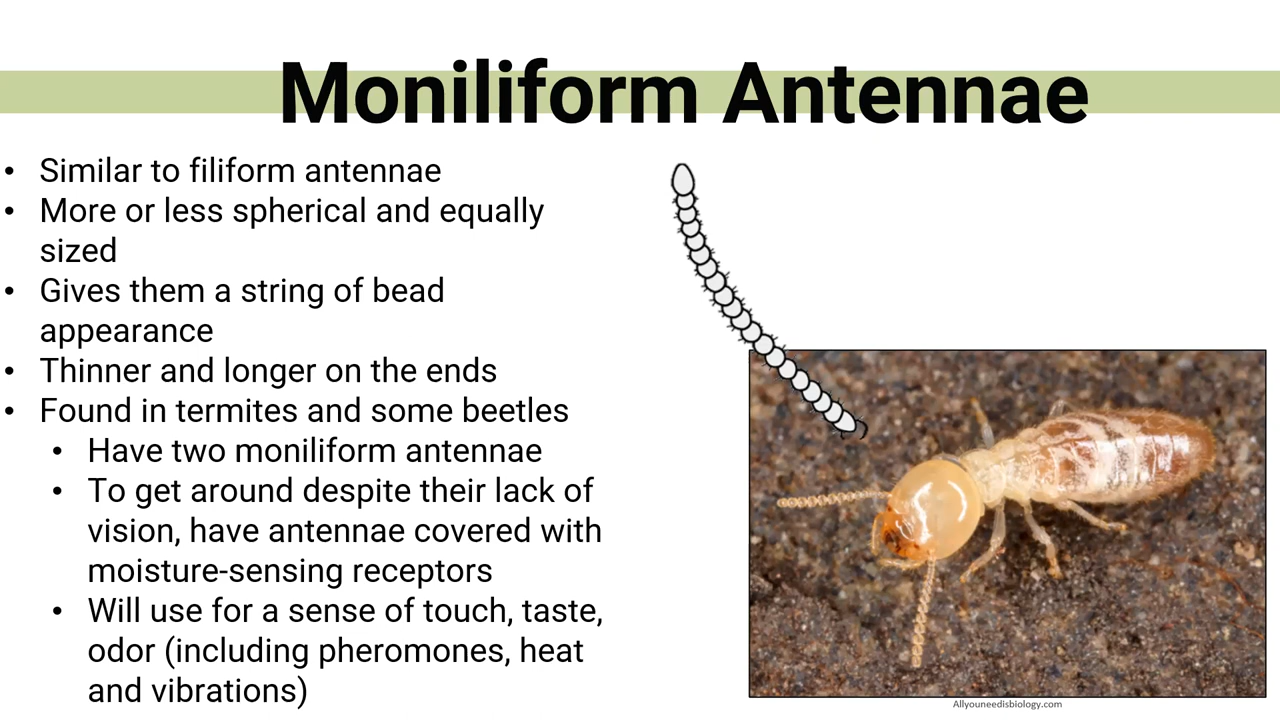 Moniliform Antennae
• Similar to filiform antennae
• More or less spherical and equally
sized
• Gives them a string of bead
appearance
• Thinner and longer on the ends
• Found in termites and some beetles
• Have two moniliform antennae
• To get around despite their lack of
vision, have antennae covered with
moisture-sensing receptors
• Will use for a sense of touch, taste,
odor (including pheromones, heat
and vibrations)
Allyouneedisbiology.com